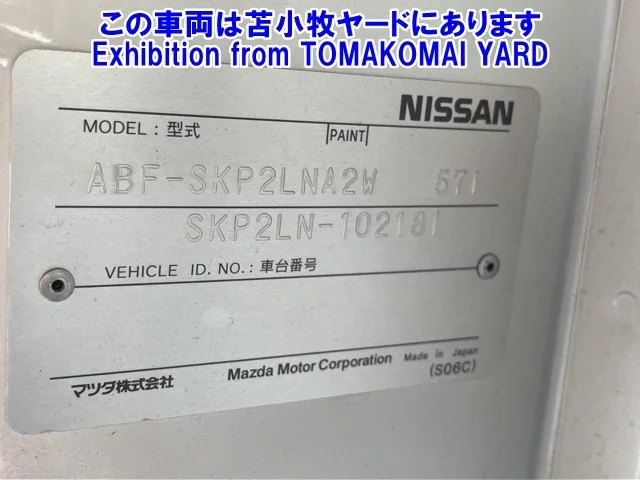 この車両は苫小牧ヤードにあります
Exhibition from TOMAKOMAI YARD
NISSAN
MODEL : 型式 PAINT
ABF-SKP2LNA2W 571
SKP2LN-102181
VEHICLE ID. NO. : 車台番号
マツダ株式会社 Mazda Motor Corporation Made in Japan
(S06C)